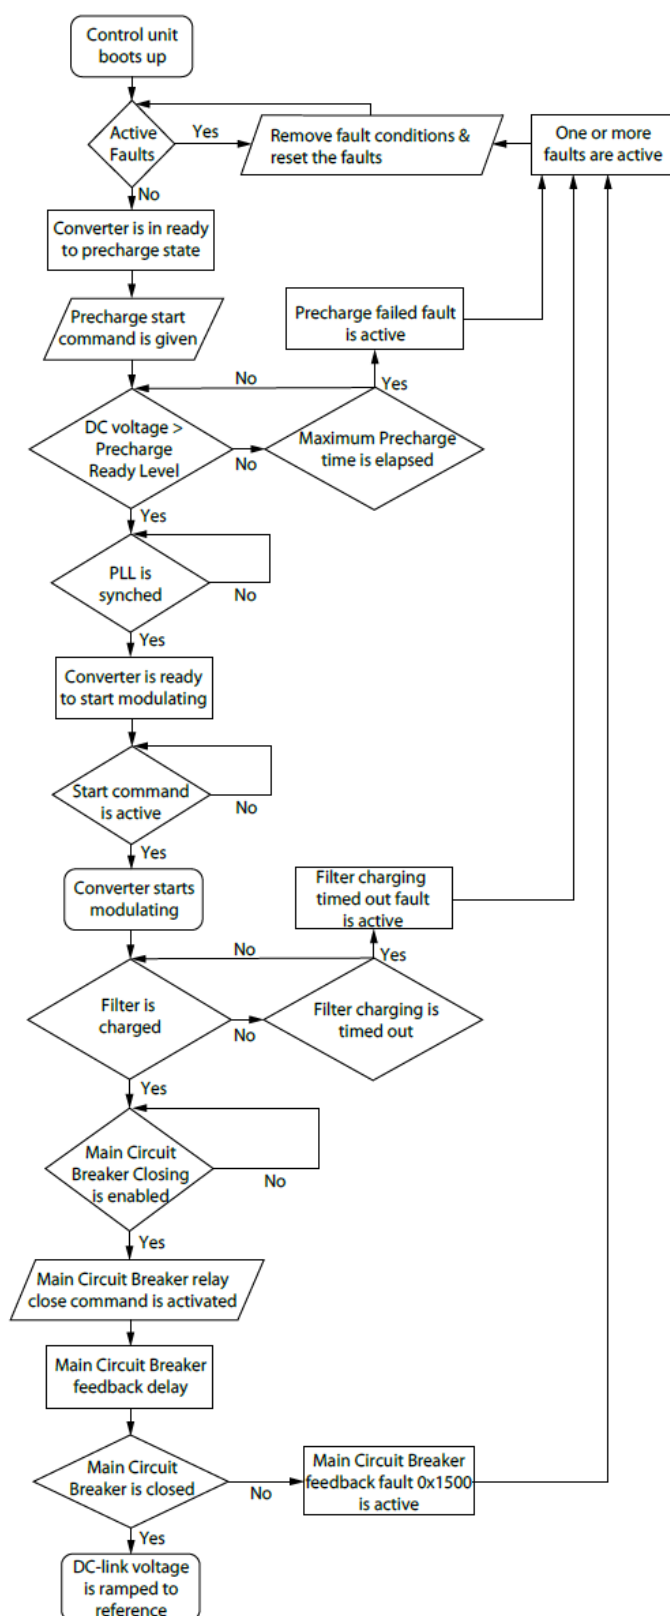 Control unit
boots up
Active
Faults
Yes
Remove fault conditions &
reset the faults
One or more
faults are active
No
Converter is in ready
to precharge state
Precharge start
command is given
Precharge failed fault
is active
No
Yes
DC voltage >
Precharge
Ready Level
No
Maximum Precharge
time is elapsed
Yes
PLL is
synched
No
Yes
Converter is ready
to start modulating
Start command
is active
No
Yes
Converter starts
modulating
Filter charging
timed out fault
is active
No
Yes
Filter is
charged
No
Filter charging is
timed out
Yes
Main Circuit
Breaker Closing
is enabled
No
Yes
Main Circuit Breaker relay
close command is activated
Main Circuit Breaker
feedback delay
Main Circuit
Breaker is closed
No
Main Circuit Breaker
feedback fault 0x1500
is active
Yes
DC-link voltage
is ramped to
reference